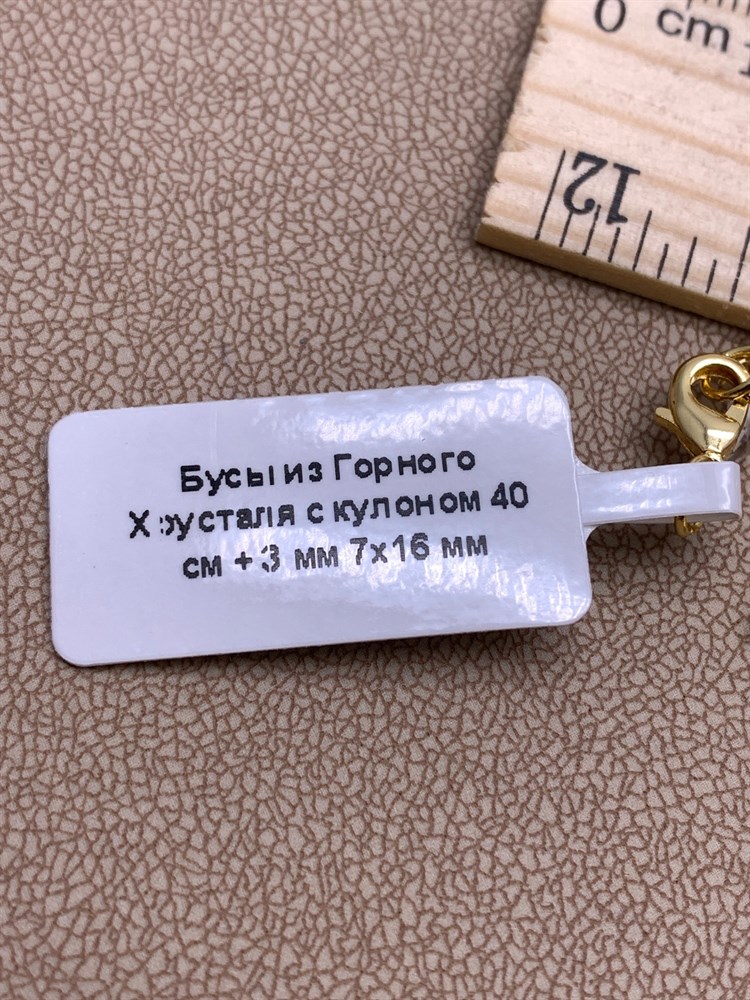 0 cm
12
Бусы из Горного
Хрусталя с кулоном 40
см + 3 мм 7х16 мм